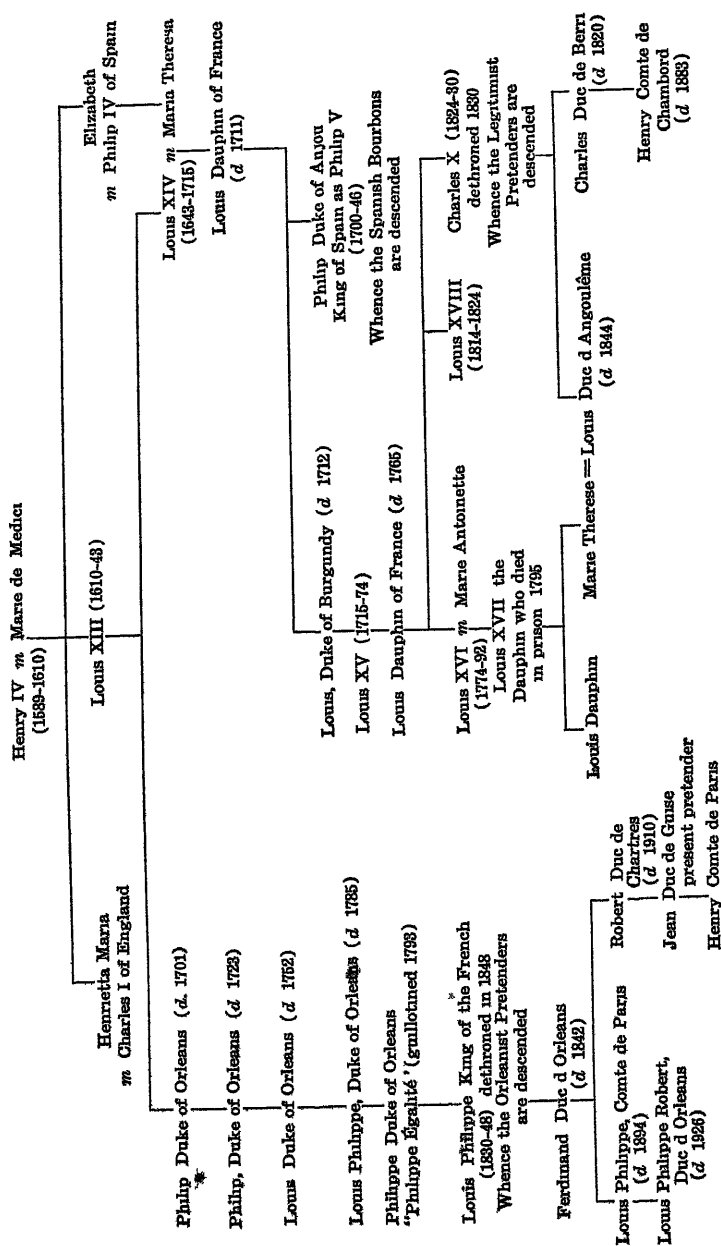 Henry IV m Marie de Medici
(1589-1610)
Henrietta Maria
m Charles I of England
Louis XIII (1610-43)
Elizabeth
m Philip IV of Spain
Philip Duke of Orleans (d. 1701)
Louis XIV m Maria Theresa
(1643-1715)
Philip, Duke of Orleans (d 1723)
Louis Dauphin of France
(d 1711)
Louis Duke of Orleans (d 1752)
Louis, Duke of Burgundy (d 1712)
Philip Duke of Anjou
King of Spain as Philip V
(1700-46)
Whence the Spanish Bourbons
are descended
Louis Philippe, Duke of Orleans (d 1785)
Louis XV (1715-74)
Philippe Duke of Orleans
"Philippe Égalité" (guillotined 1793)
Louis Dauphin of France (d 1765)
Louis Philippe King of the French
(1830-48) dethroned in 1848
Whence the Orleanist Pretenders
are descended
Louis XVI m Marie Antoinette
(1774-92)
Louis XVII the
Dauphin who died
in prison 1795
Louis XVIII
(1814-1824)
Charles X (1824-30)
dethroned 1830
Whence the Legitimist
Pretenders are
descended
Ferdinand Duc d Orleans
(d 1842)
Louis Dauphin
Marie Therese = Louis Duc d Angoulême
(d 1844)
Charles Duc de Berri
(d 1820)
Louis Philippe, Comte de Paris
(d 1894)
Robert Duc de
Chartres
(d 1910)
Henry Comte de
Chambord
(d 1883)
Louis Philippe Robert,
Duc d Orleans
(d 1926)
Jean Duc de Guise
present pretender
Henry Comte de Paris